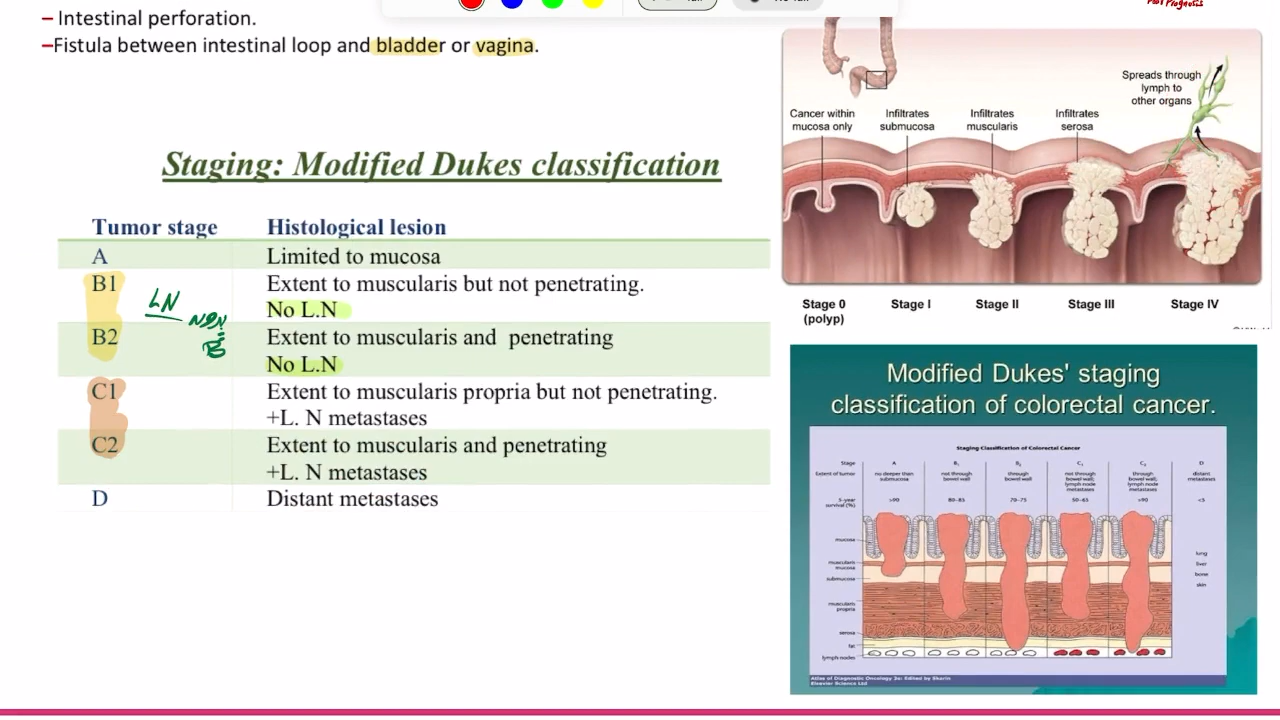 – Intestinal perforation.
–Fistula between intestinal loop and bladder or vagina.
Staging: Modified Dukes classification
Tumor stage Histological lesion
A Limited to mucosa
B1 Extent to muscularis but not penetrating.
No L.N
B2 Extent to muscularis and penetrating
No L.N
C1 Extent to muscularis propria but not penetrating.
+L. N metastases
C2 Extent to muscularis and penetrating
+L. N metastases
D Distant metastases
LN
Cancer within
mucosa only
Infiltrates
submucosa
Infiltrates
muscularis
Infiltrates
serosa
Spreads through
lymph to
other organs
Stage 0
(polyp)
Stage I
Stage II
Stage III
Stage IV
Modified Dukes' staging
classification of colorectal cancer.
Staging Classification of Colorectal Cancer
Stage A B₁ B₂ C₁ C₂ D
Extent of tumor
no deeper than
submucosa
not through
bowel wall
through
bowel wall
not through
bowel wall;
lymph node
metastases
through
bowel wall;
lymph node
metastases
distant
metastases
5-year
survival (%)
>90 80–85 70–75 50–65 <5
mucosa
muscularis
mucosa
submucosa
muscularis
propria
serosa
fat
lymph nodes
lung
liver
bone
skin
Atlas of Diagnostic Oncology 3e: Edited by Skarin
Elsevier Science Ltd